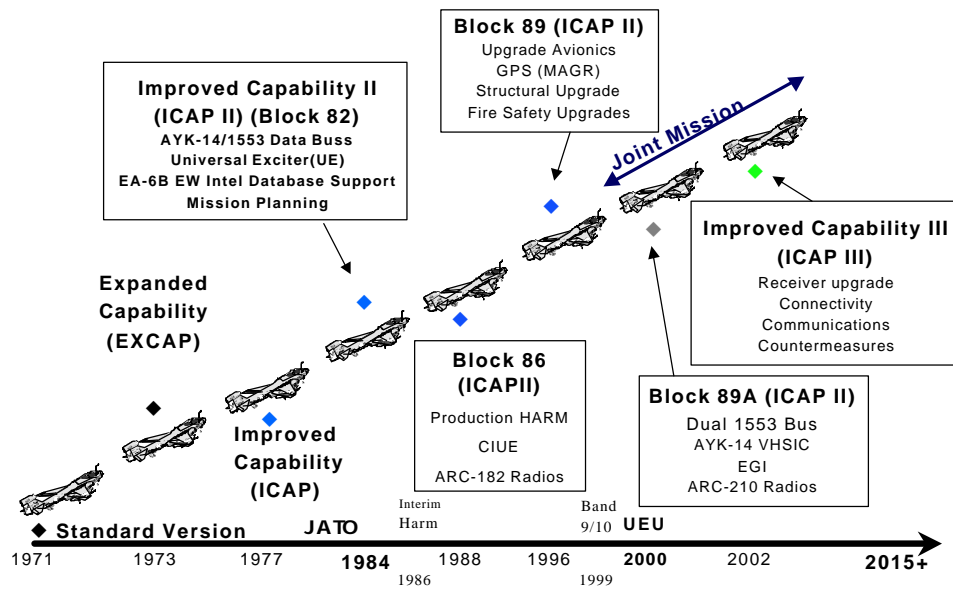 Block 89 (ICAP II)
Upgrade Avionics
GPS (MAGR)
Structural Upgrade
Fire Safety Upgrades
Improved Capability II
(ICAP II) (Block 82)
AYK-14/1553 Data Buss
Universal Exciter(UE)
EA-6B EW Intel Database Support
Mission Planning
Joint Mission
Improved Capability III
(ICAP III)
Receiver upgrade
Connectivity
Communications
Countermeasures
Expanded
Capability
(EXCAP)
Block 86
(ICAPII)
Production HARM
CIUE
ARC-182 Radios
Block 89A (ICAP II)
Dual 1553 Bus
AYK-14 VHSIC
EGI
ARC-210 Radios
Improved
Capability
(ICAP)
Standard Version
JATO
Interim
Harm
Band
9/10
UEU
1971
1973
1977
1984
1986
1988
1996
1999
2000
2002
2015+